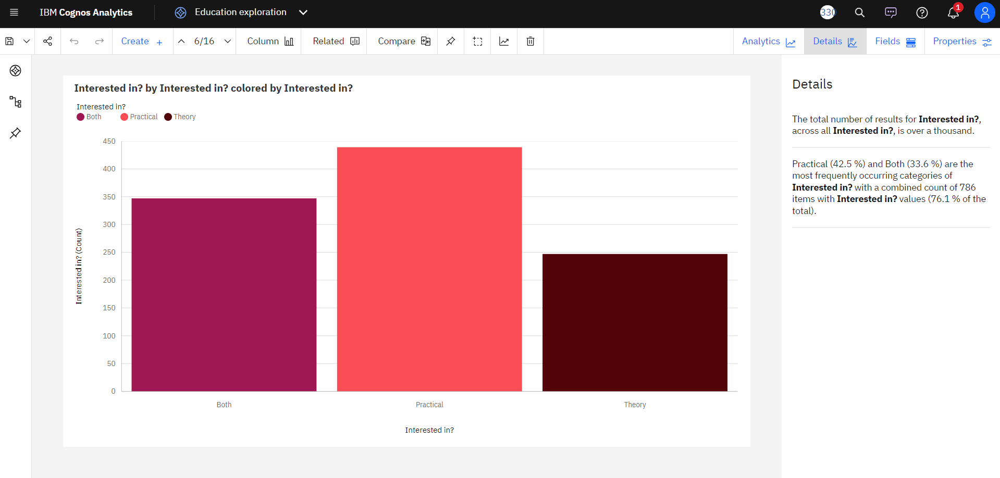 IBM Cognos Analytics
Education exploration
330
1
Create
6/16
Column
Related
Compare
Analytics
Details
Fields
Properties
Interested in? by Interested in? colored by Interested in?
Interested in?
Both
Practical
Theory
450
400
350
300
250
200
150
100
50
0
Interested in? (Count)
Both
Practical
Theory
Interested in?
Details
The total number of results for Interested in?,
across all Interested in?, is over a thousand.
Practical (42.5 %) and Both (33.6 %) are the
most frequently occurring categories of
Interested in? with a combined count of 786
items with Interested in? values (76.1 % of the
total).